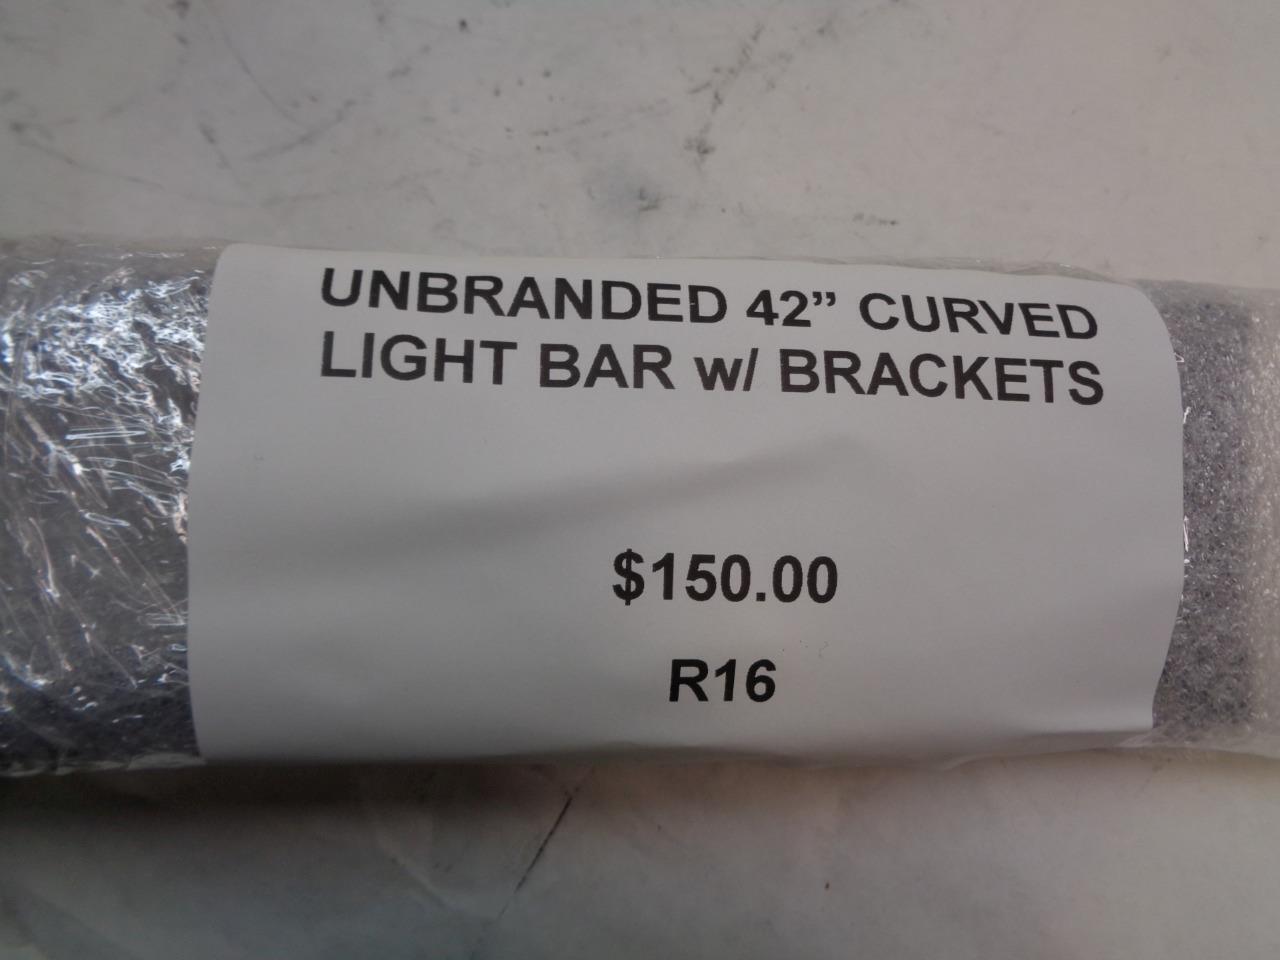 UNBRANDED 42” CURVED
LIGHT BAR w/ BRACKETS
$150.00
R16